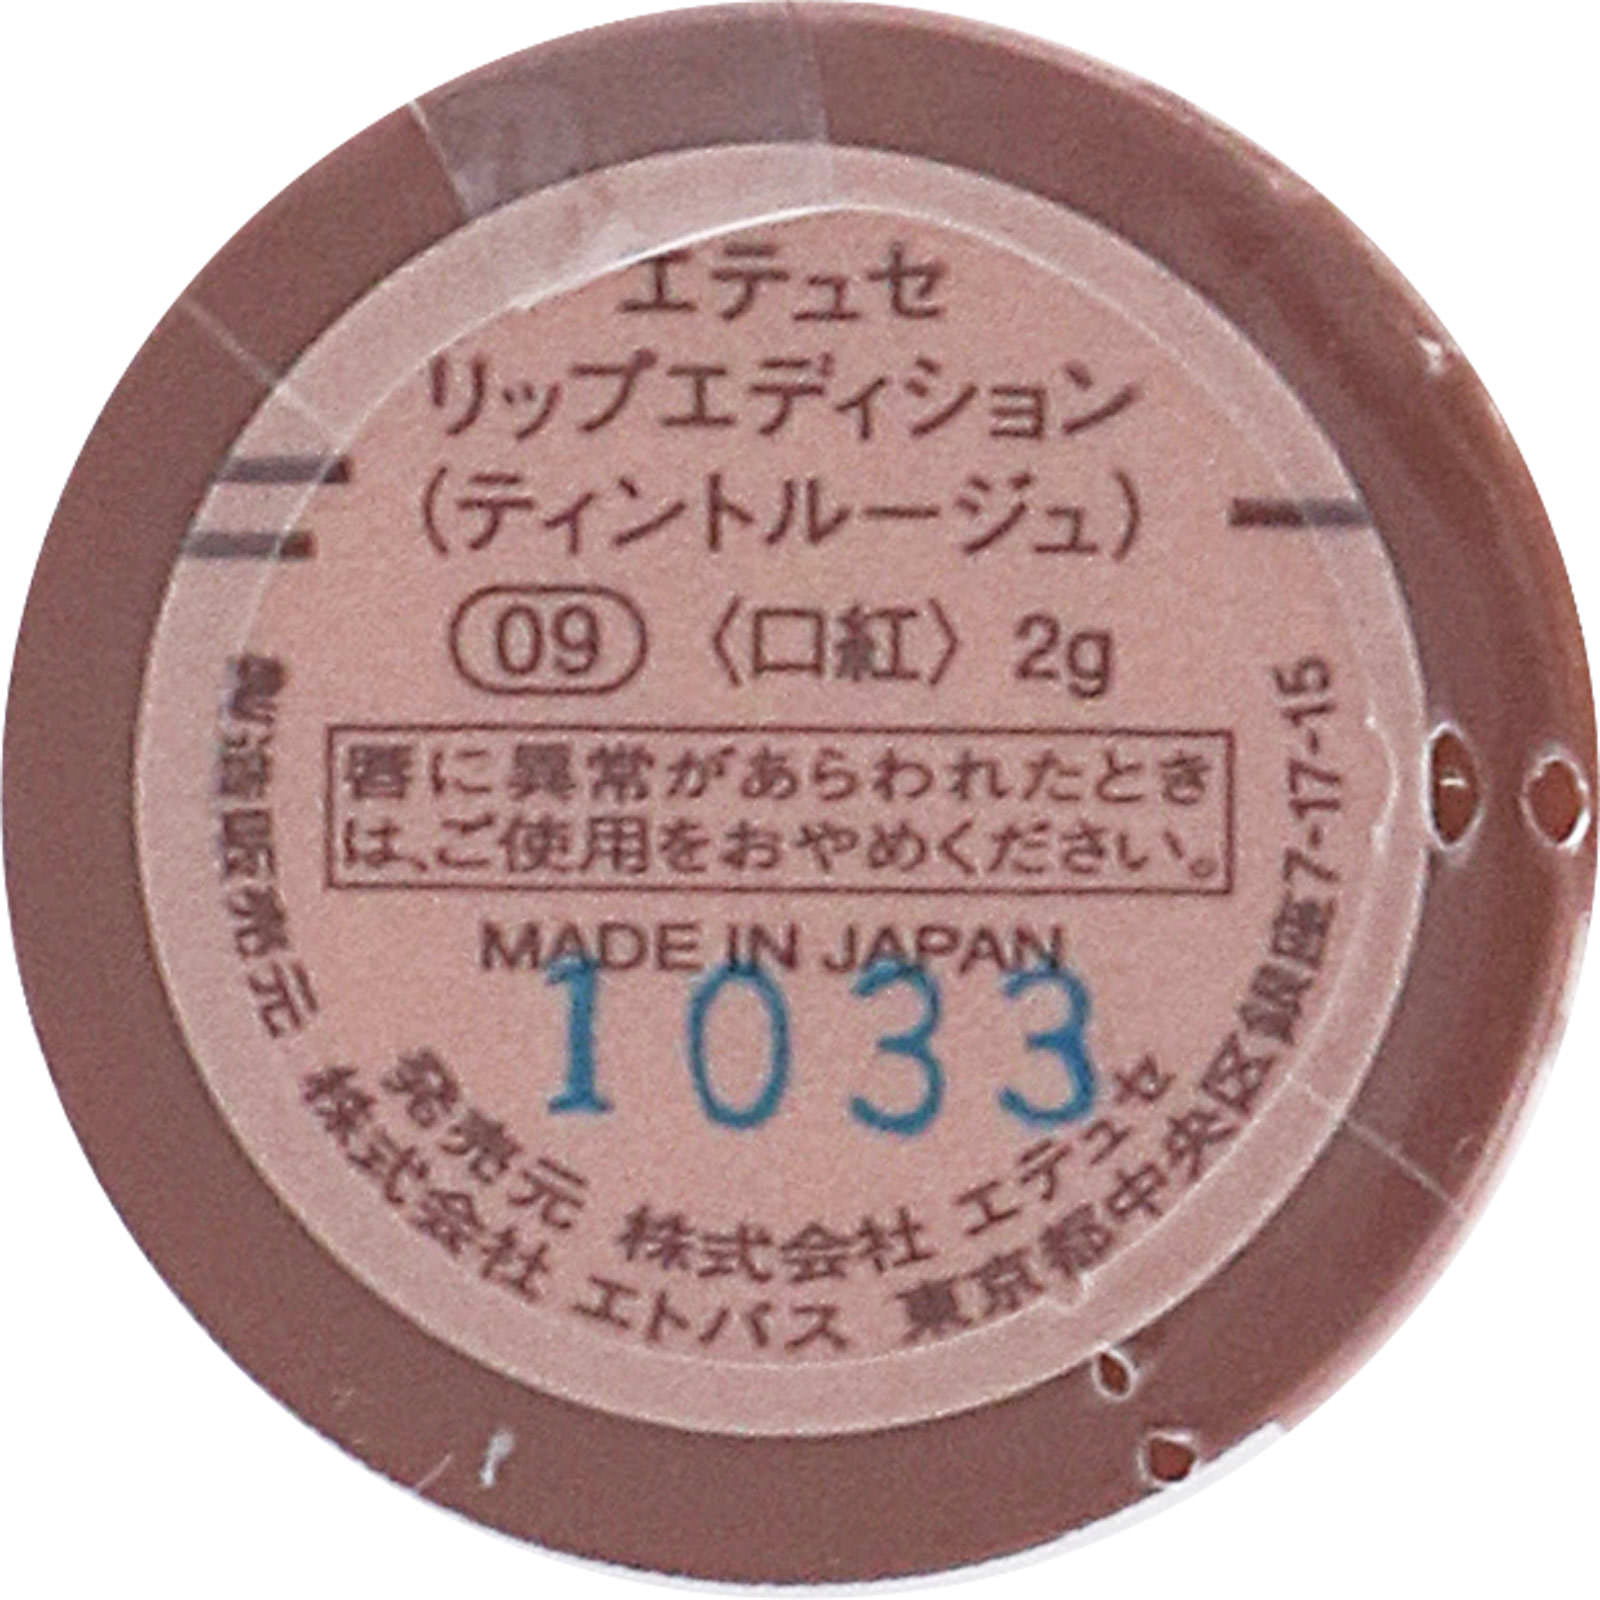 エテュセ
リップエディション
（ティントルージュ）
09 〈口紅〉 2g
唇に異常があらわれたとき
は、ご使用をおやめください。
MADE IN JAPAN
1033
発売元 株式会社 エテュセ
製造販売元 株式会社 エトバス 東京都中央区銀座7-17-15